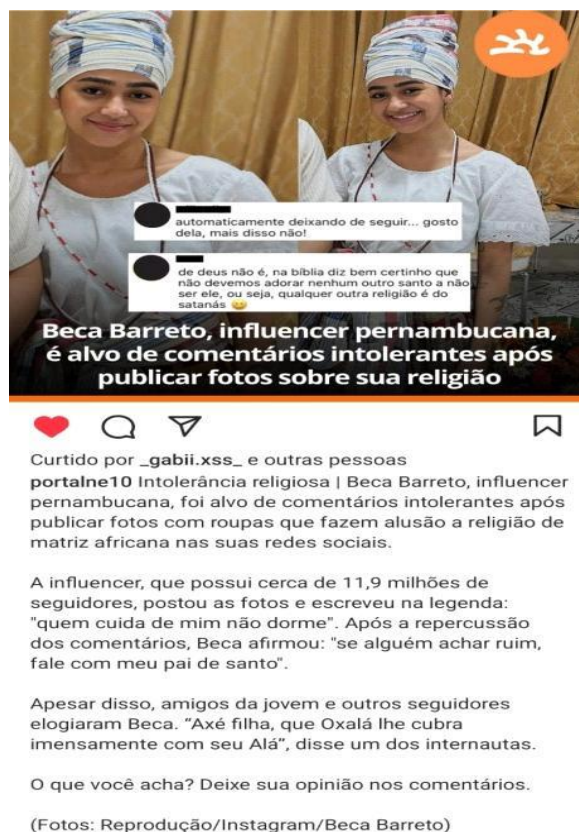 automaticamente deixando de seguir... gosto
dela, mais disso não!
de deus não é, na bíblia diz bem certinho que
não devemos adorar nenhum outro santo a não
ser ele, ou seja, qualquer outra religião é do
satanás 😄
Beca Barreto, influencer pernambucana,
é alvo de comentários intolerantes após
publicar fotos sobre sua religião
Curtido por _gabii.xss_ e outras pessoas
portalne10 Intolerância religiosa | Beca Barreto, influencer
pernambucana, foi alvo de comentários intolerantes após
publicar fotos com roupas que fazem alusão a religião de
matriz africana nas suas redes sociais.
A influencer, que possui cerca de 11,9 milhões de
seguidores, postou as fotos e escreveu na legenda:
"quem cuida de mim não dorme". Após a repercussão
dos comentários, Beca afirmou: "se alguém achar ruim,
fale com meu pai de santo".
Apesar disso, amigos da jovem e outros seguidores
elogiaram Beca. “Axé filha, que Oxalá lhe cubra
imensamente com seu Alá”, disse um dos internautas.
O que você acha? Deixe sua opinião nos comentários.
(Fotos: Reprodução/Instagram/Beca Barreto)